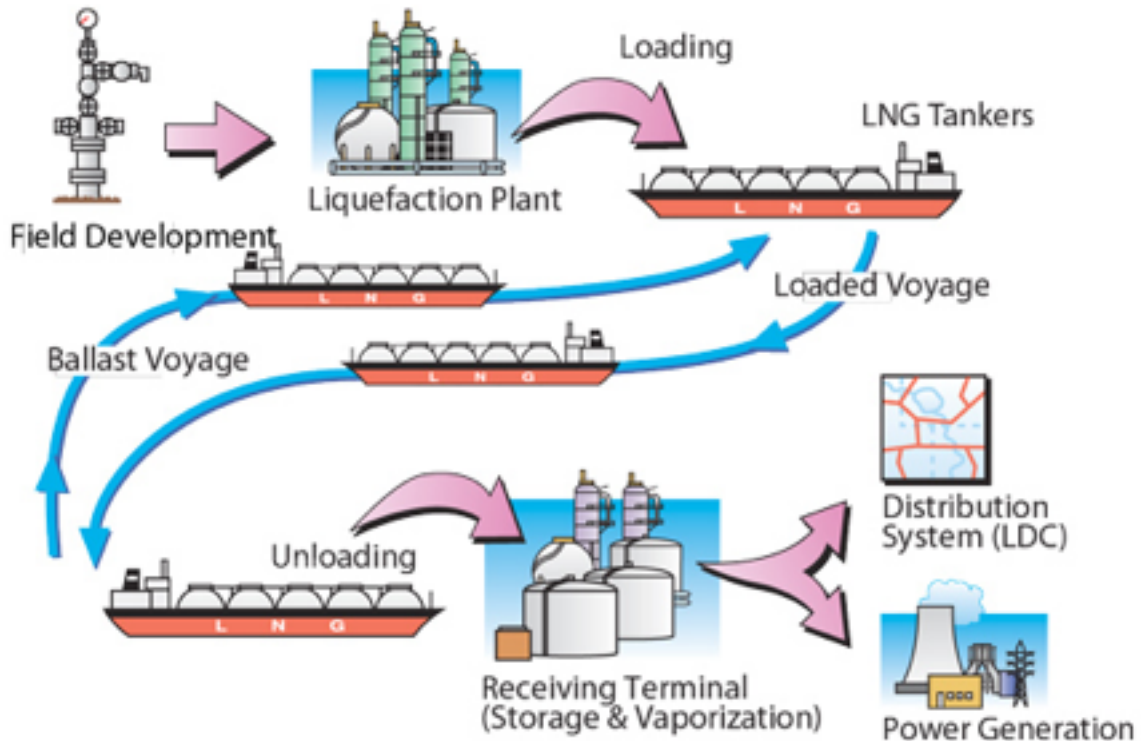 Loading
LNG Tankers
Liquefaction Plant
L N G
Field Development
L N G
Loaded Voyage
Ballast Voyage
L N G
Distribution
System (LDC)
Unloading
L N G
Receiving Terminal
(Storage & Vaporization)
Power Generation